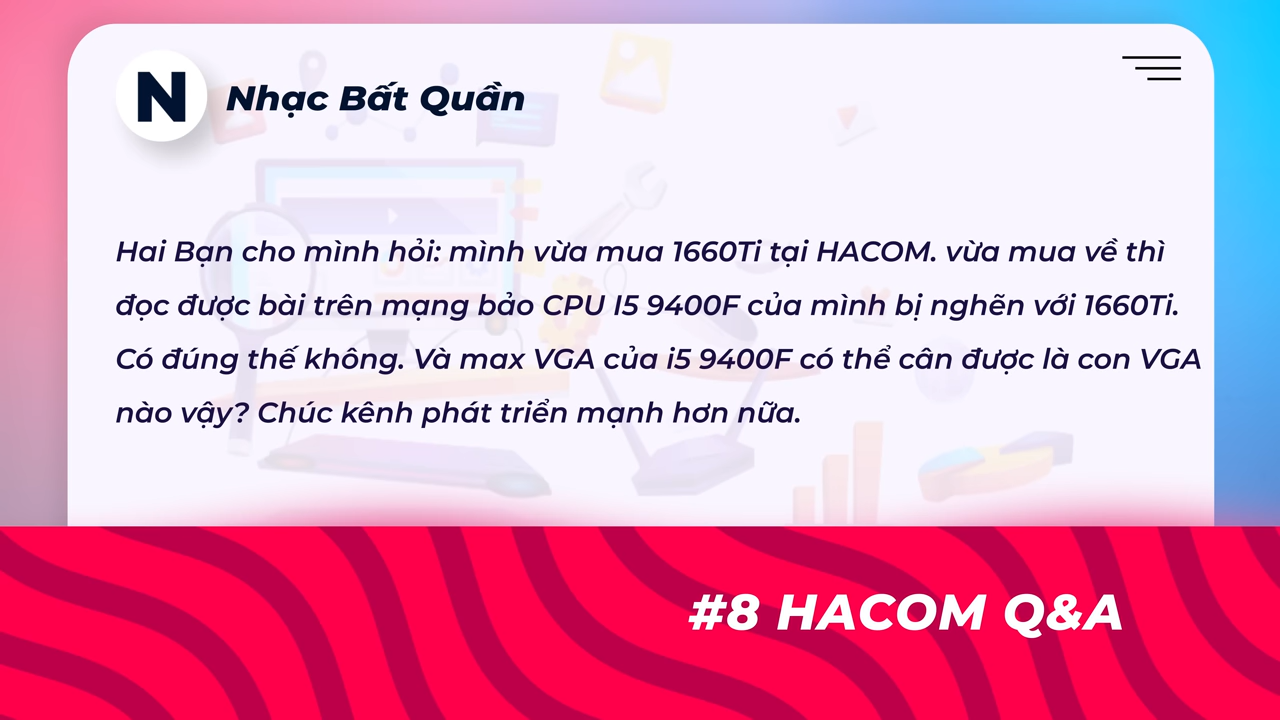 N
Nhạc Bất Quần
Hai Bạn cho mình hỏi: mình vừa mua 1660Ti tại HACOM. vừa mua về thì
đọc được bài trên mạng bảo CPU I5 9400F của mình bị nghẽn với 1660Ti.
Có đúng thế không. Và max VGA của i5 9400F có thể cân được là con VGA
nào vậy? Chúc kênh phát triển mạnh hơn nữa.
#8 HACOM Q&A